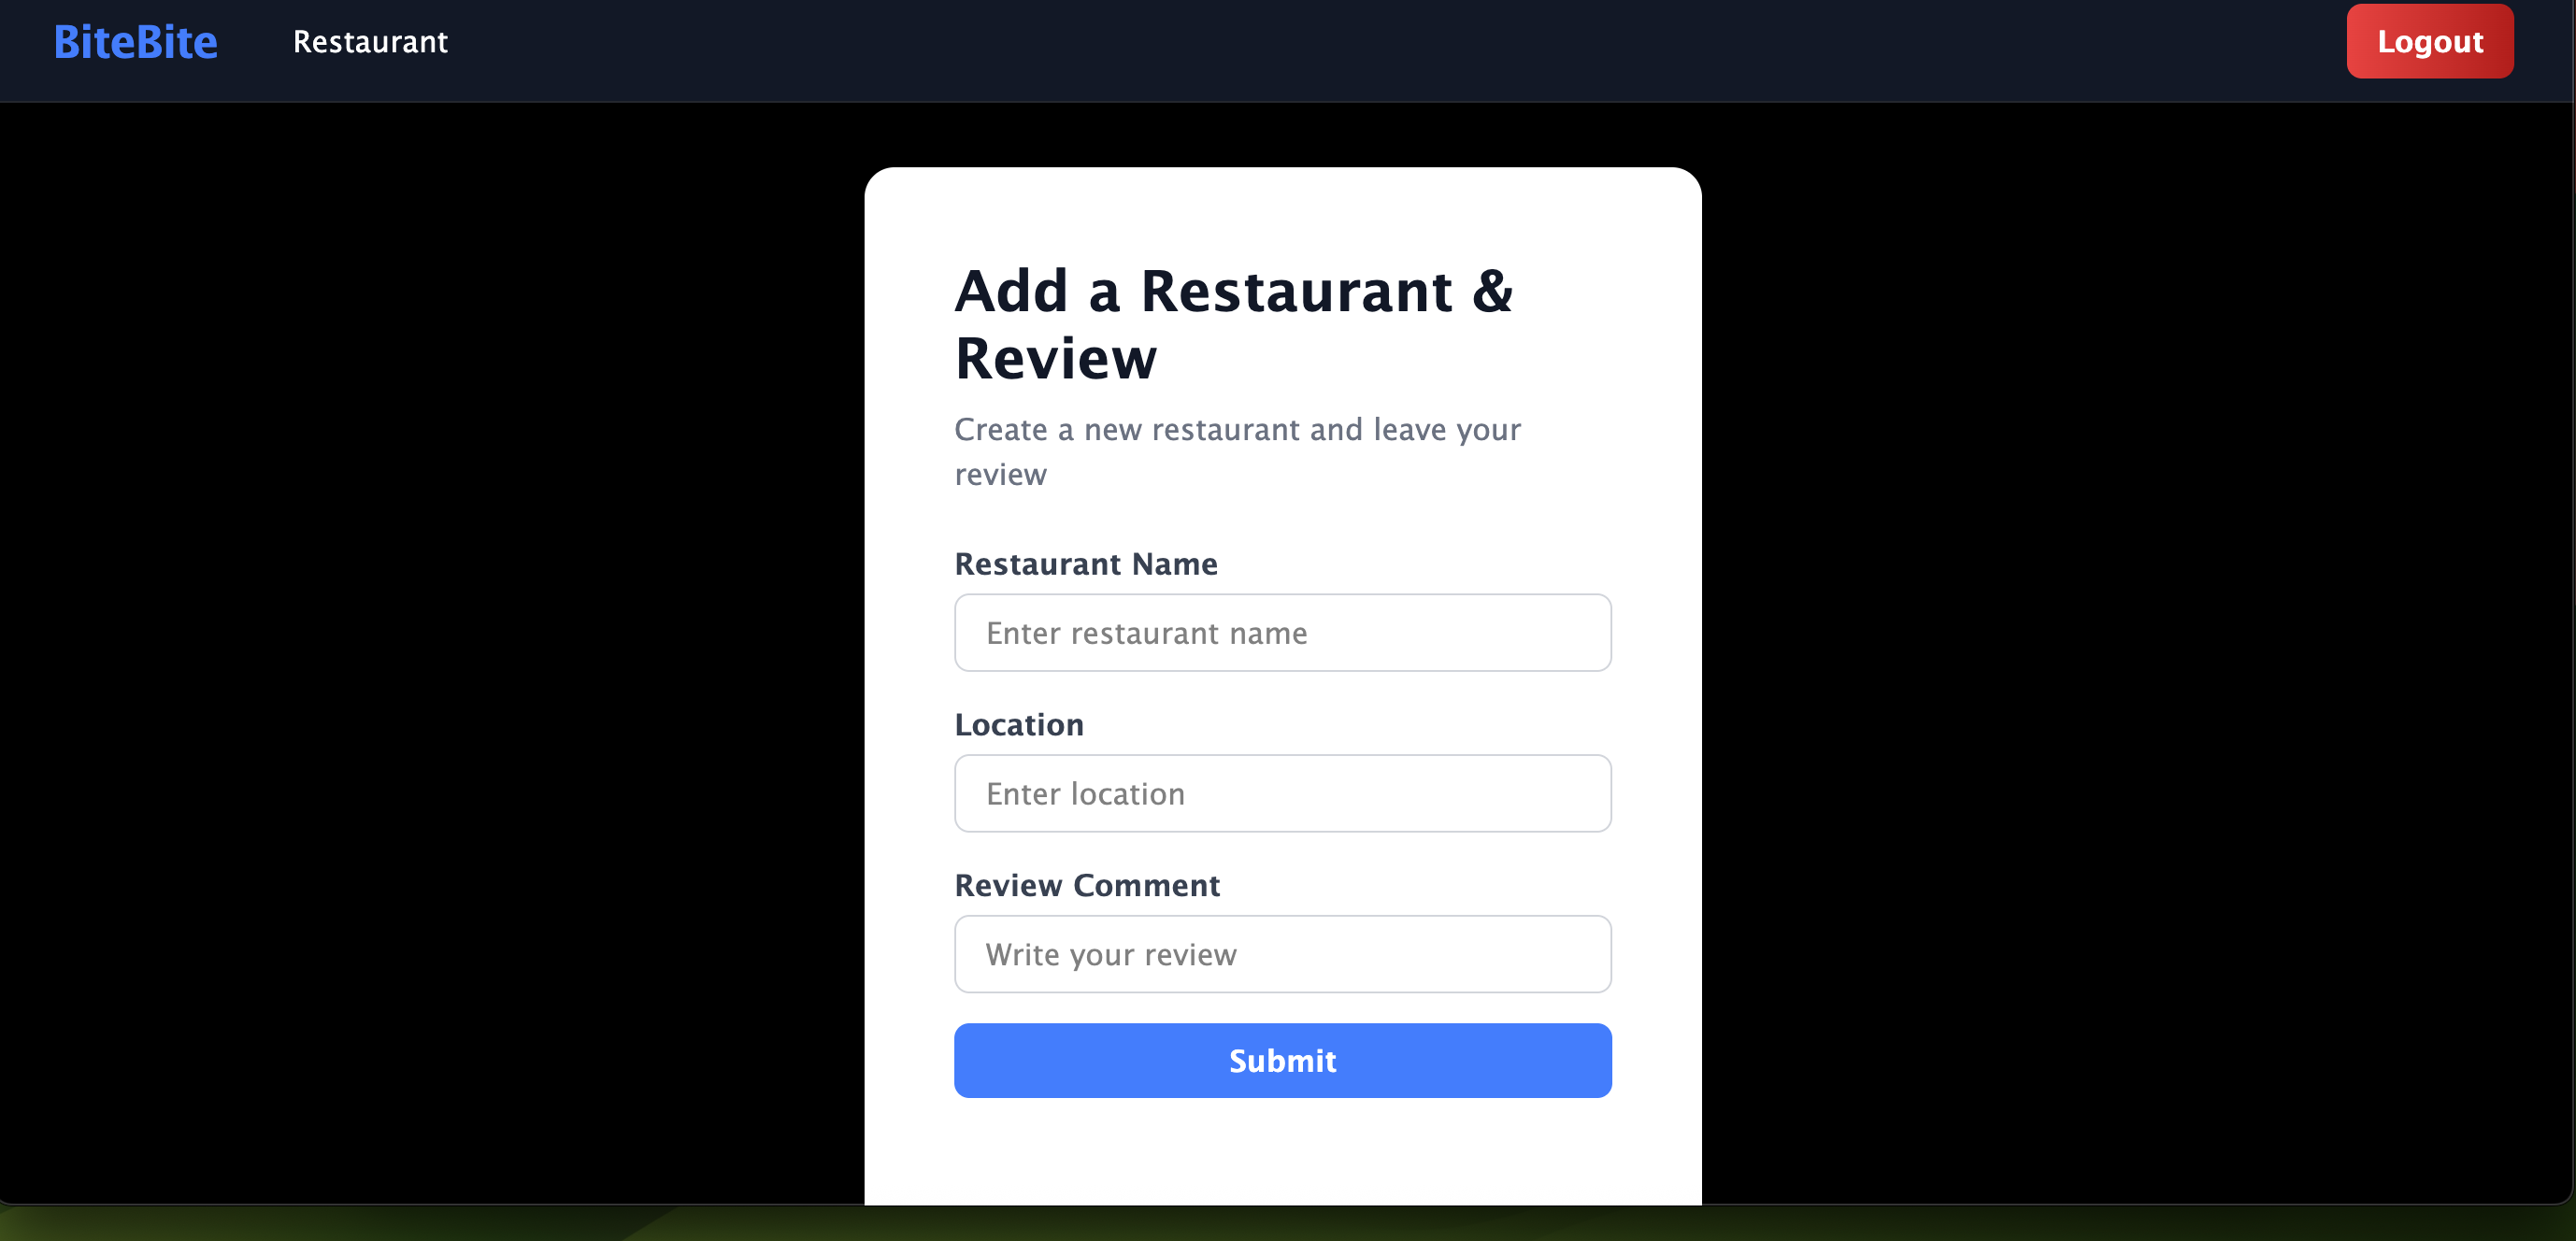 BiteBite
Restaurant
Logout
Add a Restaurant &
Review
Create a new restaurant and leave your
review
Restaurant Name
Enter restaurant name
Location
Enter location
Review Comment
Write your review
Submit